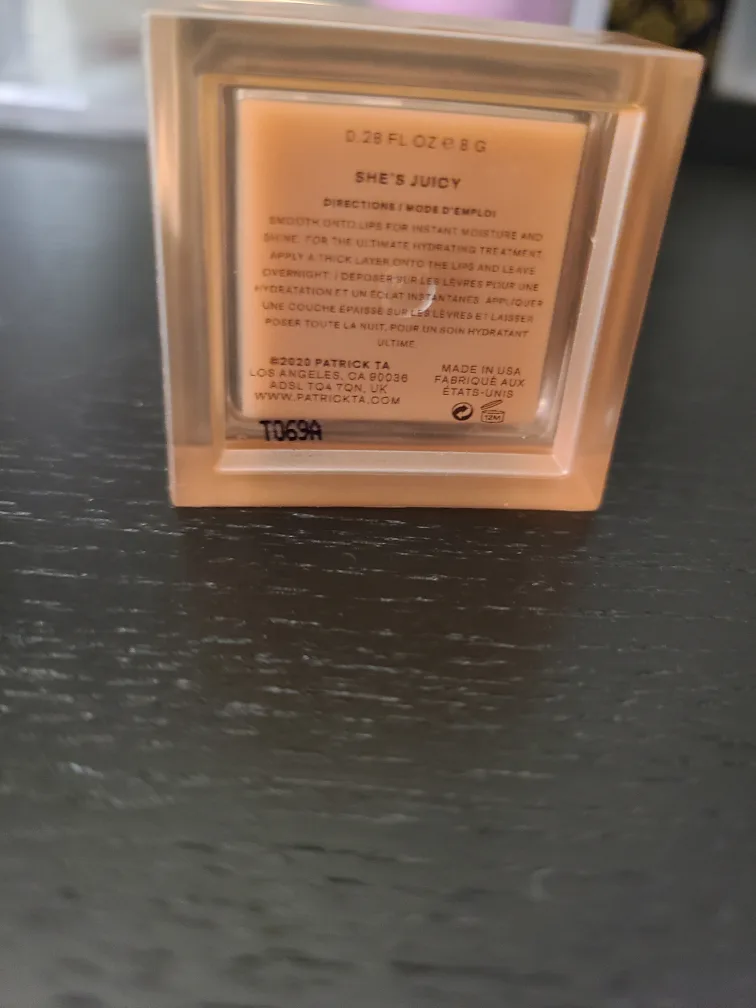 0.28 FL OZ e 8 G
SHE'S JUICY
DIRECTIONS / MODE D'EMPLOI
SMOOTH ONTO LIPS FOR INSTANT MOISTURE AND
SHINE. FOR THE ULTIMATE HYDRATING TREATMENT,
APPLY A THICK LAYER ONTO THE LIPS AND LEAVE
OVERNIGHT. / DÉPOSER SUR LES LÈVRES POUR UNE
HYDRATATION ET UN ÉCLAT INSTANTANÉS. APPLIQUER
UNE COUCHE ÉPAISSE SUR LES LÈVRES ET LAISSER
POSER TOUTE LA NUIT, POUR UN SOIN HYDRATANT
ULTIME.
©2020 PATRICK TA
LOS ANGELES, CA 90036
ADSL TQ4 7QN, UK
WWW.PATRICKTA.COM
MADE IN USA
FABRIQUÉ AUX
ÉTATS-UNIS
12M
T069A